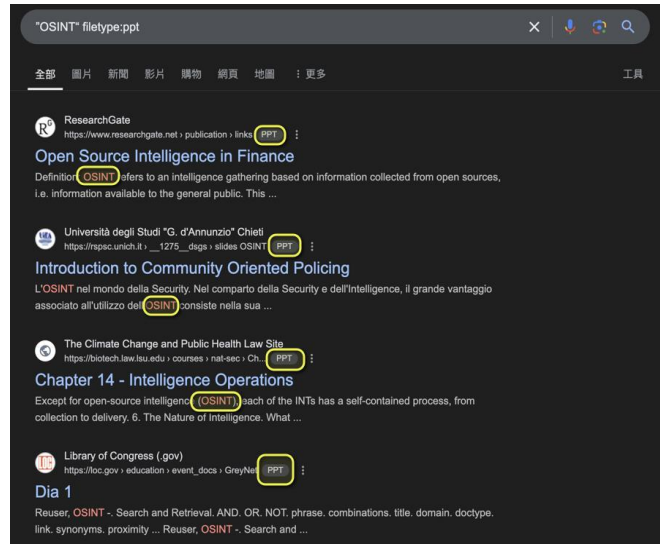 "OSINT" filetype:ppt
全部 圖片 新聞 影片 購物 網頁 地圖 ⋮更多 工具
ResearchGate
https://www.researchgate.net › publication › links PPT
Open Source Intelligence in Finance
Definition OSINT refers to an intelligence gathering based on information collected from open sources,
i.e. information available to the general public. This ...
Università degli Studi "G. d'Annunzio" Chieti
https://rspsc.unich.it › __1275__dsgs › slides OSINT PPT
Introduction to Community Oriented Policing
L'OSINT nel mondo della Security. Nel comparto della Security e dell'Intelligence, il grande vantaggio
associato all'utilizzo dell'OSINT consiste nella sua ...
The Climate Change and Public Health Law Site
https://biotech.law.lsu.edu › courses › nat-sec › Ch... PPT
Chapter 14 - Intelligence Operations
Except for open-source intelligence (OSINT), each of the INTs has a self-contained process, from
collection to delivery. 6. The Nature of Intelligence. What ...
Library of Congress (.gov)
https://loc.gov › education › event_docs › GreyNet PPT
Dia 1
Reuser, OSINT -. Search and Retrieval. AND. OR. NOT. phrase. combinations. title. domain. doctype.
link. synonyms. proximity ... Reuser, OSINT -. Search and ...